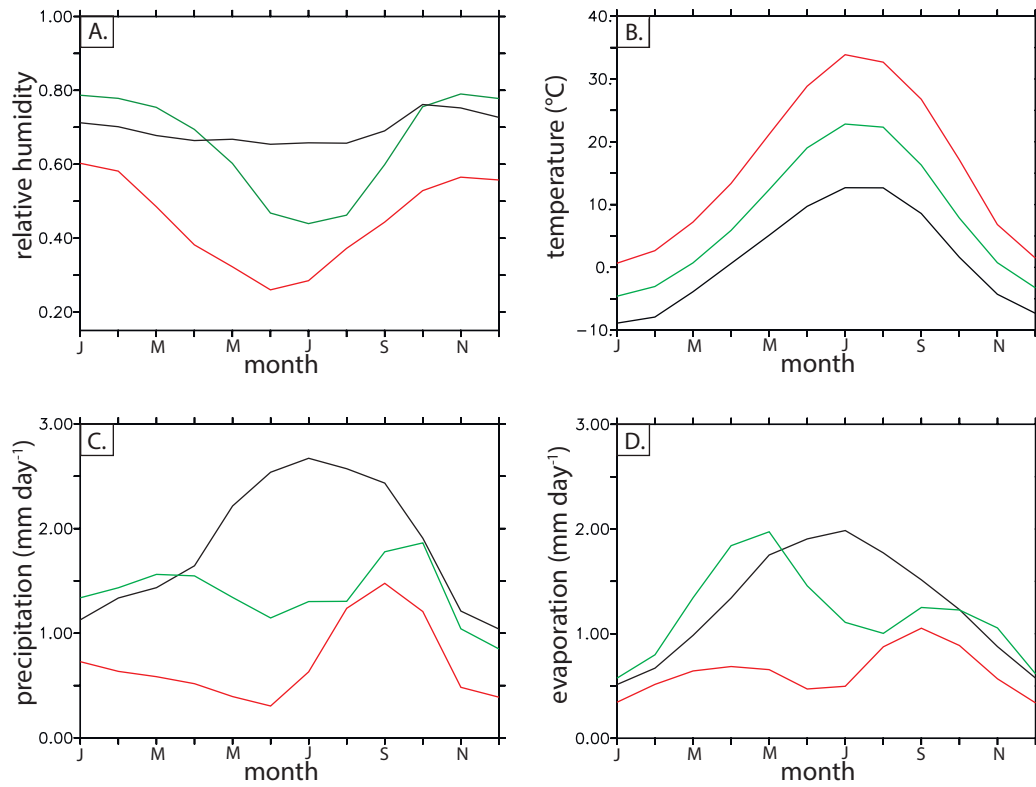 A.
1.00
0.80
0.60
0.40
0.20
relative humidity
J M M J S N
month
B.
40.
30.
20.
10.
0.
−10.
temperature (°C)
J M M J S N
month
C.
3.00
2.00
1.00
0.00
precipitation (mm day⁻¹)
J M M J S N
month
D.
3.00
2.00
1.00
0.00
evaporation (mm day⁻¹)
J M M J S N
month